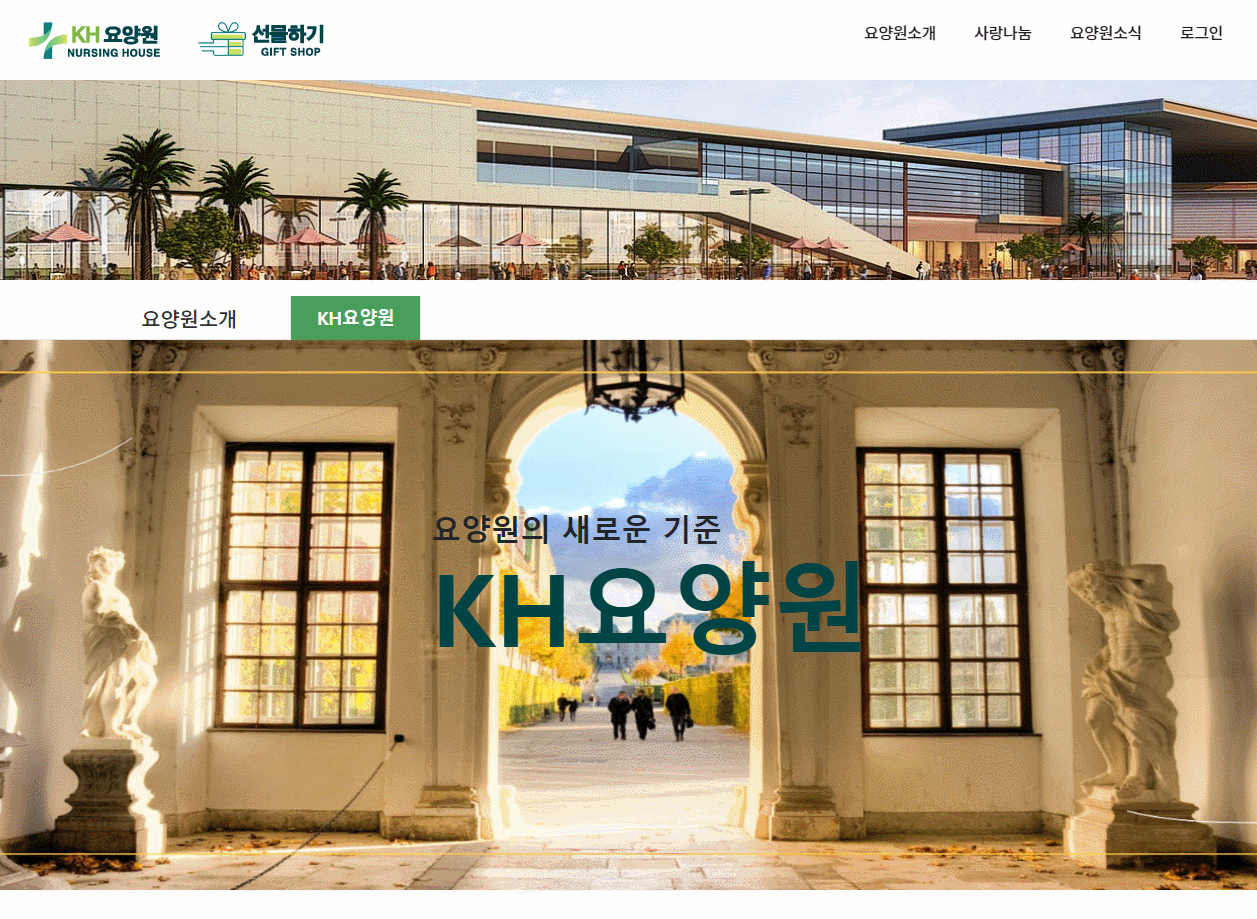 KH 요양원
NURSING HOUSE
선물하기
GIFT SHOP
요양원소개 사랑나눔 요양원소식 로그인
요양원소개 KH요양원
요양원의 새로운 기준
KH요양원